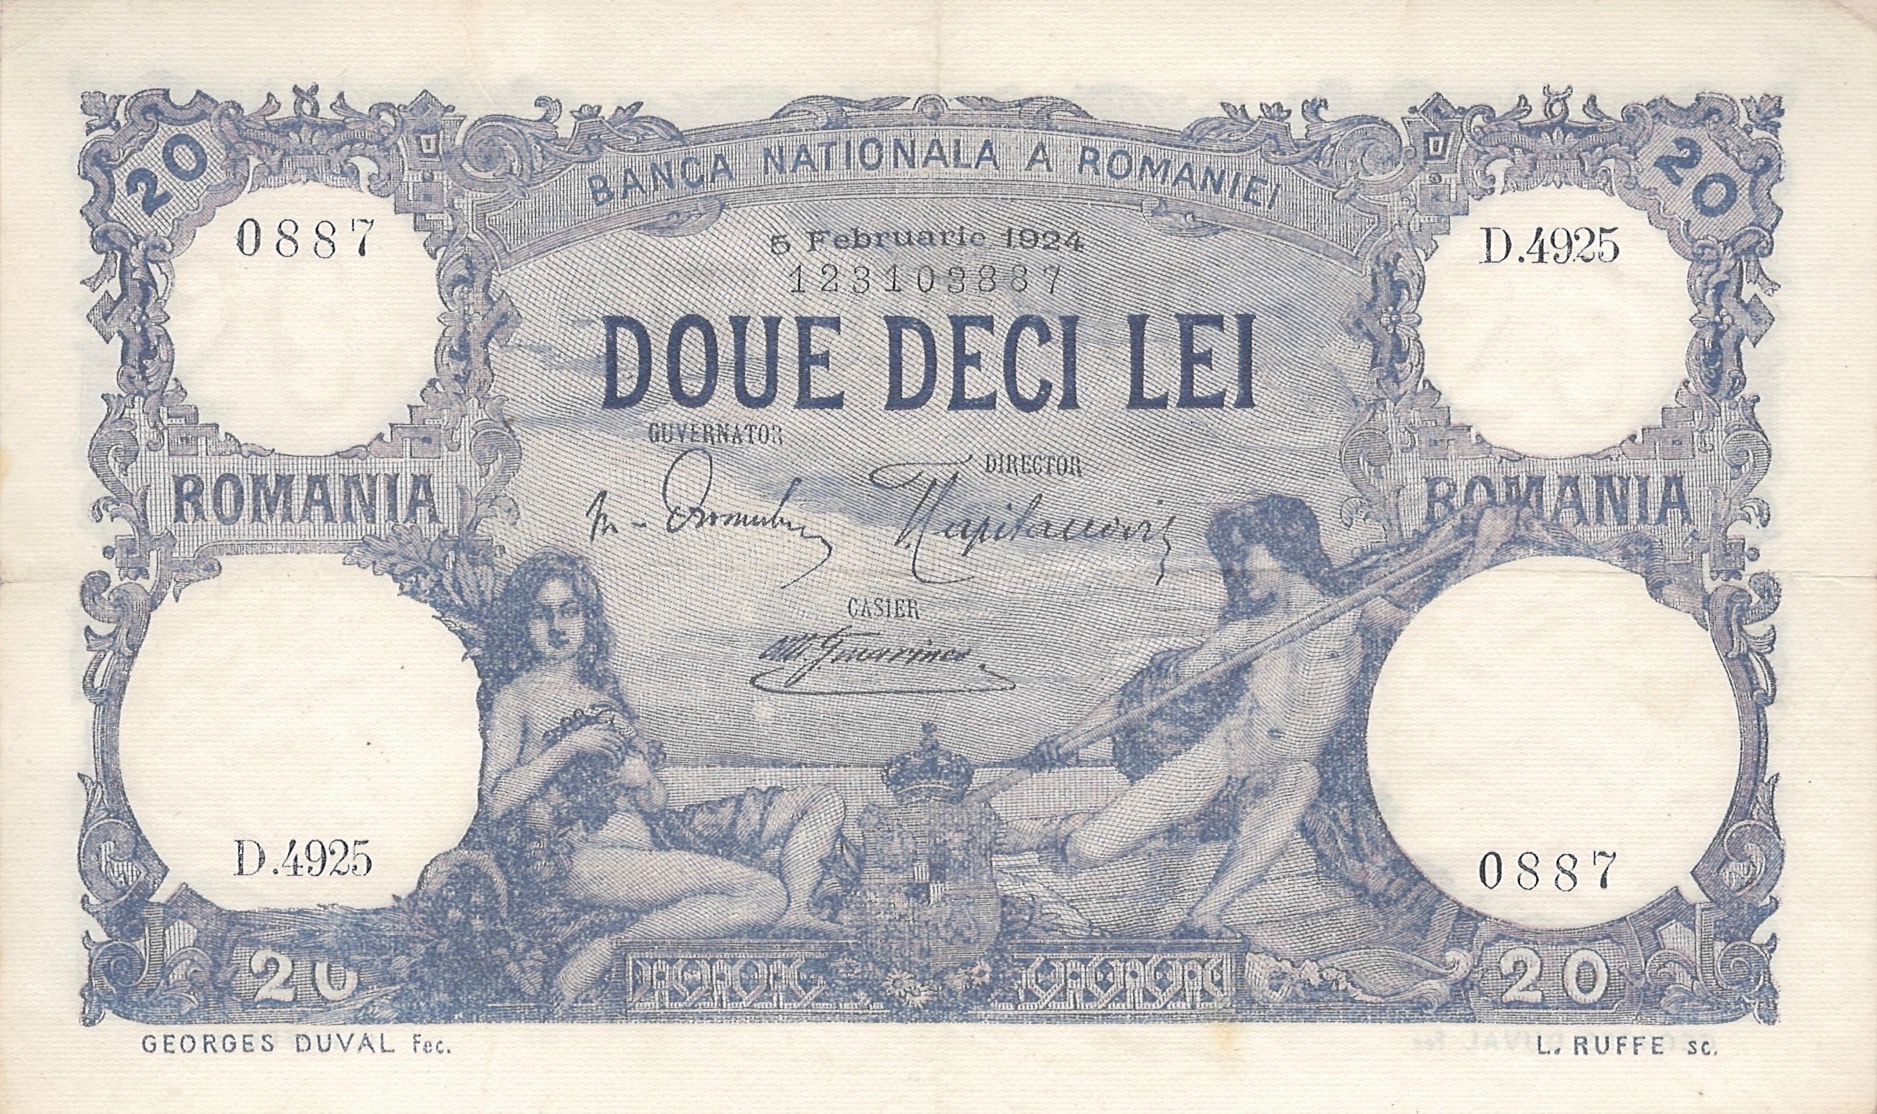 BANCA NATIONALA A ROMANIEI
20
20
0887
D.4925
5 Februarie 1924
123103887
DOUE DECI LEI
GUVERNATOR
DIRECTOR
ROMANIA
ROMANIA
CASIER
D.4925
0887
20
20
GEORGES DUVAL Fec.
L. RUFFE sc.